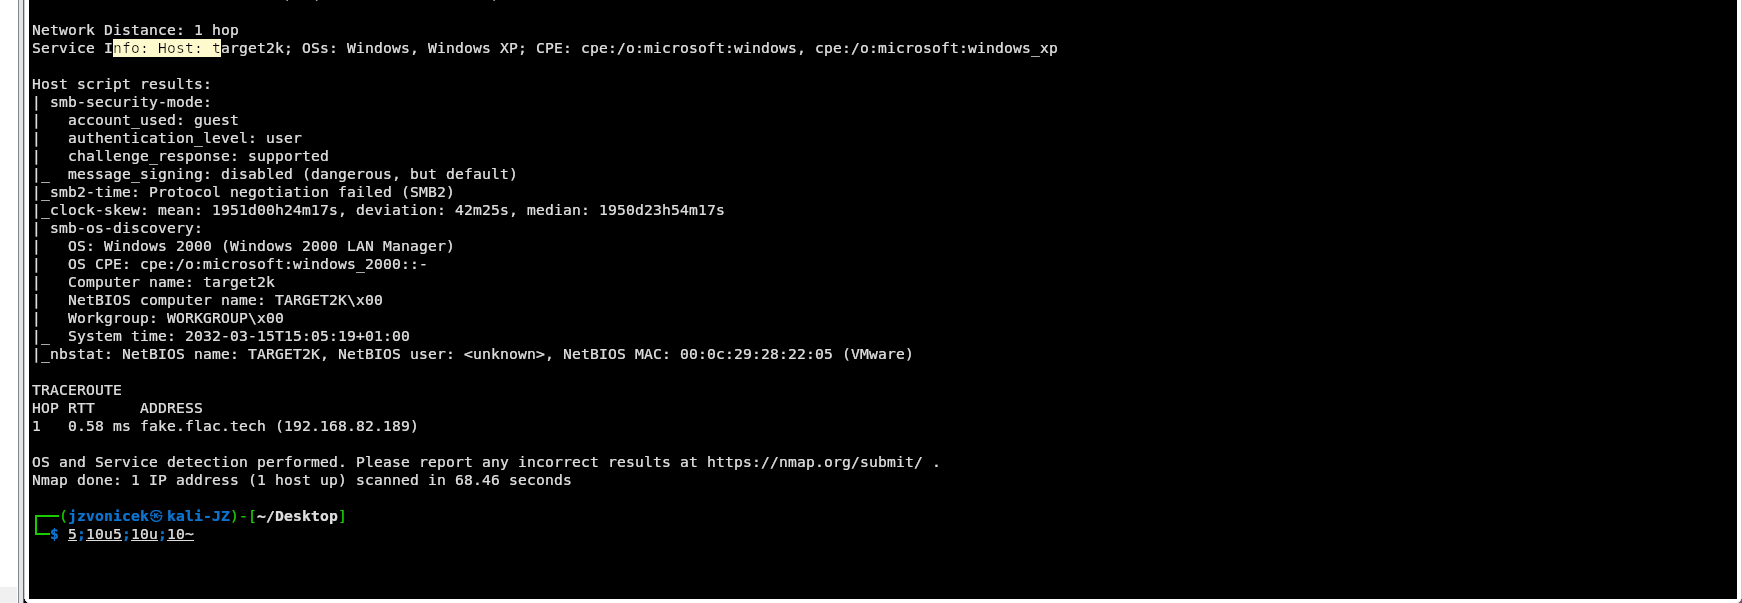 Network Distance: 1 hop
Service Info: Host: target2k; OSs: Windows, Windows XP; CPE: cpe:/o:microsoft:windows, cpe:/o:microsoft:windows_xp
Host script results:
| smb-security-mode:
|   account_used: guest
|   authentication_level: user
|   challenge_response: supported
|_  message_signing: disabled (dangerous, but default)
|_smb2-time: Protocol negotiation failed (SMB2)
|_clock-skew: mean: 1951d00h24m17s, deviation: 42m25s, median: 1950d23h54m17s
| smb-os-discovery:
|   OS: Windows 2000 (Windows 2000 LAN Manager)
|   OS CPE: cpe:/o:microsoft:windows_2000::-
|   Computer name: target2k
|   NetBIOS computer name: TARGET2K\x00
|   Workgroup: WORKGROUP\x00
|_  System time: 2032-03-15T15:05:19+01:00
|_nbstat: NetBIOS name: TARGET2K, NetBIOS user: <unknown>, NetBIOS MAC: 00:0c:29:28:22:05 (VMware)
TRACEROUTE
HOP RTT     ADDRESS
1   0.58 ms fake.flac.tech (192.168.82.189)
OS and Service detection performed. Please report any incorrect results at https://nmap.org/submit/ .
Nmap done: 1 IP address (1 host up) scanned in 68.46 seconds
┌──(jzvonicek㉿kali-JZ)-[~/Desktop]
└─$ 5;10u5;10u;10~